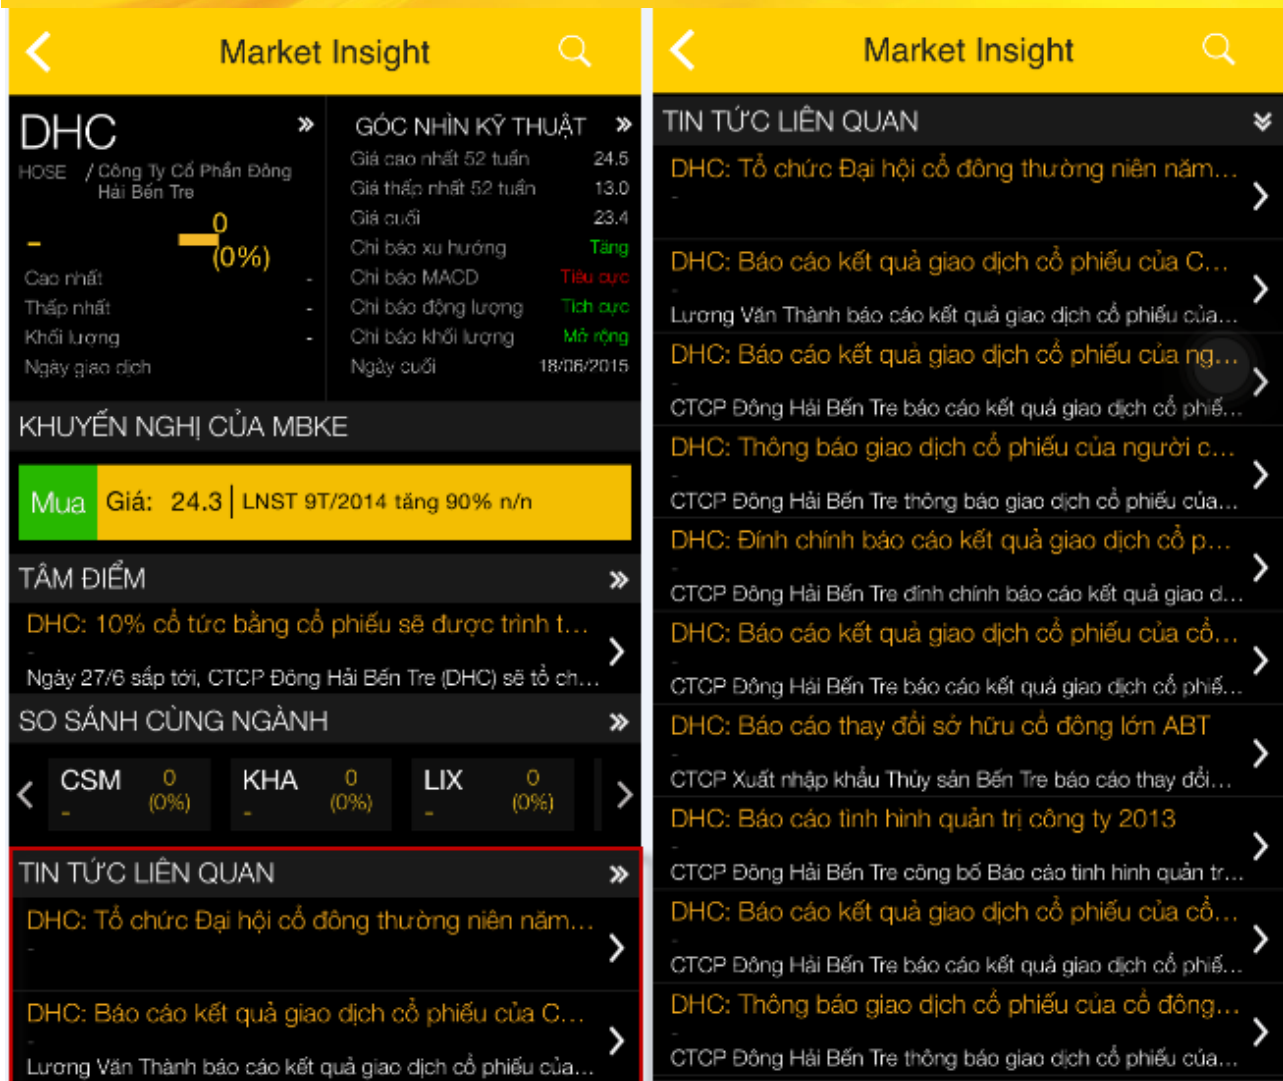 Market Insight
DHC
HOSE / Công Ty Cổ Phần Đông
Hải Bến Tre
-
0
(0%)
Cao nhất -
Thấp nhất -
Khối lượng -
Ngày giao dịch
GÓC NHÌN KỸ THUẬT
Giá cao nhất 52 tuần 24.5
Giá thấp nhất 52 tuần 13.0
Giá cuối 23.4
Chỉ báo xu hướng Tăng
Chỉ báo MACD Tiêu cực
Chỉ báo động lượng Tích cực
Chỉ báo khối lượng Mở rộng
Ngày cuối 18/06/2015
KHUYẾN NGHỊ CỦA MBKE
Mua Giá: 24.3 | LNST 9T/2014 tăng 90% n/n
TÂM ĐIỂM
DHC: 10% cổ tức bằng cổ phiếu sẽ được trình t...
-
Ngày 27/6 sắp tới, CTCP Đông Hải Bến Tre (DHC) sẽ tổ ch...
SO SÁNH CÙNG NGÀNH
CSM 0
- (0%)
KHA 0
- (0%)
LIX 0
- (0%)
TIN TỨC LIÊN QUAN
DHC: Tổ chức Đại hội cổ đông thường niên năm...
-
DHC: Báo cáo kết quả giao dịch cổ phiếu của C...
-
Lương Văn Thành báo cáo kết quả giao dịch cổ phiếu của...
Market Insight
TIN TỨC LIÊN QUAN
DHC: Tổ chức Đại hội cổ đông thường niên năm...
-
DHC: Báo cáo kết quả giao dịch cổ phiếu của C...
-
Lương Văn Thành báo cáo kết quả giao dịch cổ phiếu của...
DHC: Báo cáo kết quả giao dịch cổ phiếu của ng...
-
CTCP Đông Hải Bến Tre báo cáo kết quả giao dịch cổ phiế...
DHC: Thông báo giao dịch cổ phiếu của người c...
-
CTCP Đông Hải Bến Tre thông báo giao dịch cổ phiếu của...
DHC: Đính chính báo cáo kết quả giao dịch cổ p...
-
CTCP Đông Hải Bến Tre đính chính báo cáo kết quả giao d...
DHC: Báo cáo kết quả giao dịch cổ phiếu của cổ...
-
CTCP Đông Hải Bến Tre báo cáo kết quả giao dịch cổ phiế...
DHC: Báo cáo thay đổi sở hữu cổ đông lớn ABT
-
CTCP Xuất nhập khẩu Thủy sản Bến Tre báo cáo thay đổi...
DHC: Báo cáo tình hình quản trị công ty 2013
-
CTCP Đông Hải Bến Tre công bố Báo cáo tình hình quản tr...
DHC: Báo cáo kết quả giao dịch cổ phiếu của cổ...
-
CTCP Đông Hải Bến Tre báo cáo kết quả giao dịch cổ phiế...
DHC: Thông báo giao dịch cổ phiếu của cổ đông...
-
CTCP Đông Hải Bến Tre thông báo giao dịch cổ phiếu của...